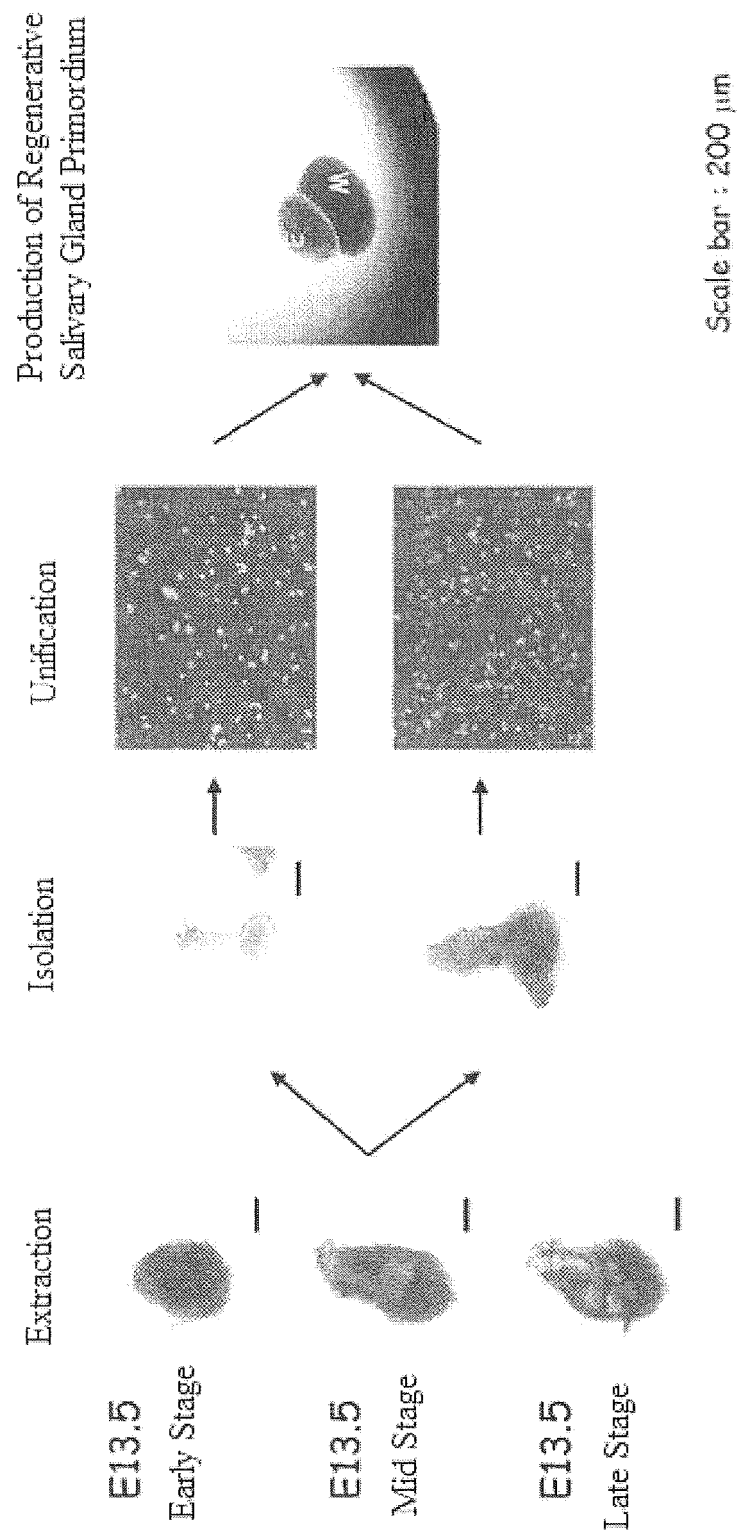 Extraction
Isolation
Unification
Production of Regenerative
Salivary Gland Primordium
E13.5
Early Stage
E13.5
Mid Stage
E13.5
Late Stage
Scale bar : 200 μm